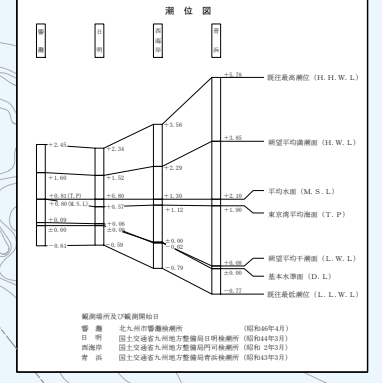 潮 位 図
響灘 日明 西海岸 青浜
+5.78 既往最高潮位 (H.H.W.L)
+3.56
+3.85 朔望平均満潮面 (H.W.L)
+2.45 +2.34
+2.29
+1.60 +1.52
+0.81(T.P) +0.80 +1.30 +2.10 平均水面 (M.S.L)
+0.80(M.S.L) +0.57 +1.12 +1.90 東京湾平均海面 (T.P)
+0.09 +0.06 ±0.00 +0.08 朔望平均干潮面 (L.W.L)
±0.00 ±0.00 -0.02 ±0.00 基本水準面 (D.L)
-0.61 -0.59 -0.79 -0.77 既往最低潮位 (L.L.W.L)
観測場所及び観測開始日
響 灘 北九州市響灘検潮所 (昭和46年4月)
日 明 国土交通省九州地方整備局日明検潮所 (昭和44年3月)
西海岸 国土交通省九州地方整備局門司検潮所 (昭和 2年3月)
青 浜 国土交通省九州地方整備局青浜検潮所 (昭和43年3月)